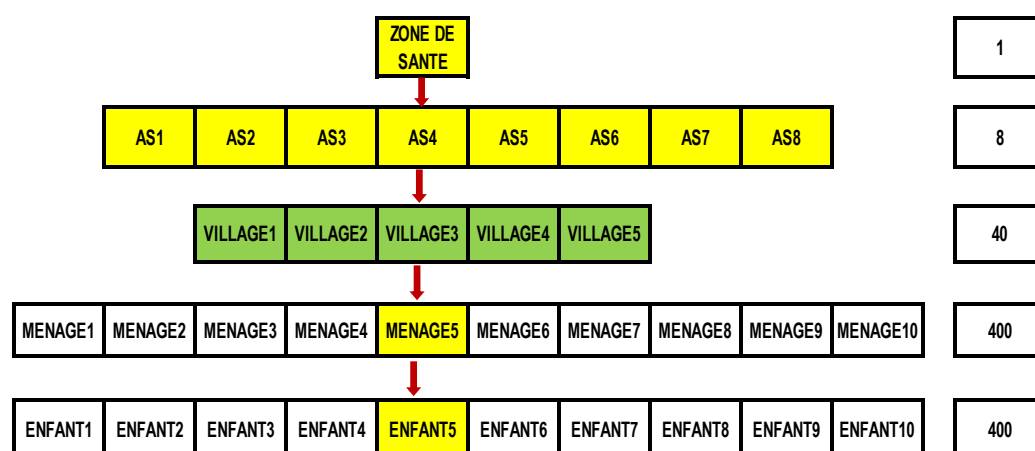 ZONE DE
SANTE
1
AS1 AS2 AS3 AS4 AS5 AS6 AS7 AS8
8
VILLAGE1 VILLAGE2 VILLAGE3 VILLAGE4 VILLAGE5
40
MENAGE1 MENAGE2 MENAGE3 MENAGE4 MENAGE5 MENAGE6 MENAGE7 MENAGE8 MENAGE9 MENAGE10
400
ENFANT1 ENFANT2 ENFANT3 ENFANT4 ENFANT5 ENFANT6 ENFANT7 ENFANT8 ENFANT9 ENFANT10
400